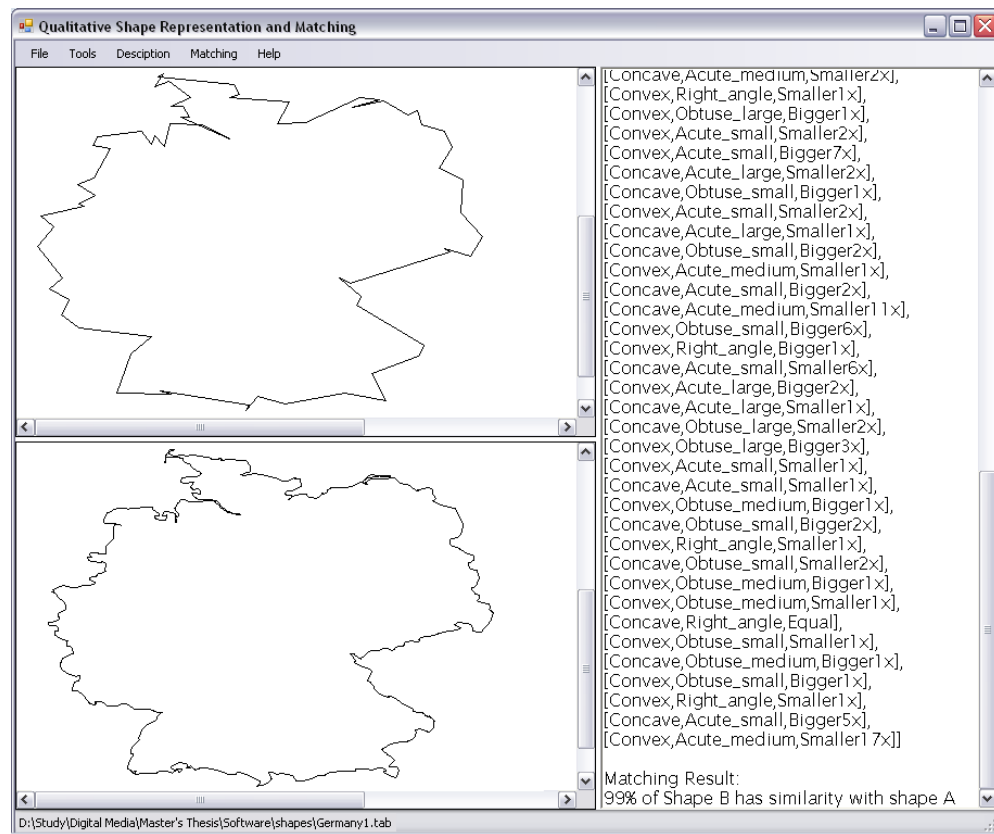 Qualitative Shape Representation and Matching
File Tools Desciption Matching Help
[Concave,Acute_medium,Smaller2x],
[Convex,Right_angle,Smaller1x],
[Convex,Obtuse_large,Bigger1x],
[Convex,Acute_small,Smaller2x],
[Convex,Acute_small,Bigger7x],
[Concave,Acute_large,Smaller2x],
[Concave,Obtuse_small,Bigger1x],
[Convex,Acute_small,Smaller2x],
[Concave,Acute_large,Smaller1x],
[Concave,Obtuse_small,Bigger2x],
[Convex,Acute_medium,Smaller1x],
[Concave,Acute_small,Bigger2x],
[Concave,Acute_medium,Smaller11x],
[Convex,Obtuse_small,Bigger6x],
[Convex,Right_angle,Bigger1x],
[Concave,Acute_small,Smaller6x],
[Convex,Acute_large,Bigger2x],
[Concave,Acute_large,Smaller1x],
[Concave,Obtuse_large,Smaller2x],
[Convex,Obtuse_large,Bigger3x],
[Convex,Acute_small,Smaller1x],
[Concave,Acute_small,Smaller1x],
[Convex,Obtuse_medium,Bigger1x],
[Concave,Obtuse_small,Bigger2x],
[Convex,Right_angle,Smaller1x],
[Concave,Obtuse_small,Smaller2x],
[Convex,Obtuse_medium,Bigger1x],
[Convex,Obtuse_medium,Smaller1x],
[Concave,Right_angle,Equal],
[Convex,Obtuse_small,Smaller1x],
[Concave,Obtuse_medium,Bigger1x],
[Convex,Obtuse_small,Bigger1x],
[Convex,Right_angle,Smaller1x],
[Concave,Acute_small,Bigger5x],
[Convex,Acute_medium,Smaller17x]]
Matching Result:
99% of Shape B has similarity with shape A
D:\Study\Digital Media\Master's Thesis\Software\shapes\Germany1.tab